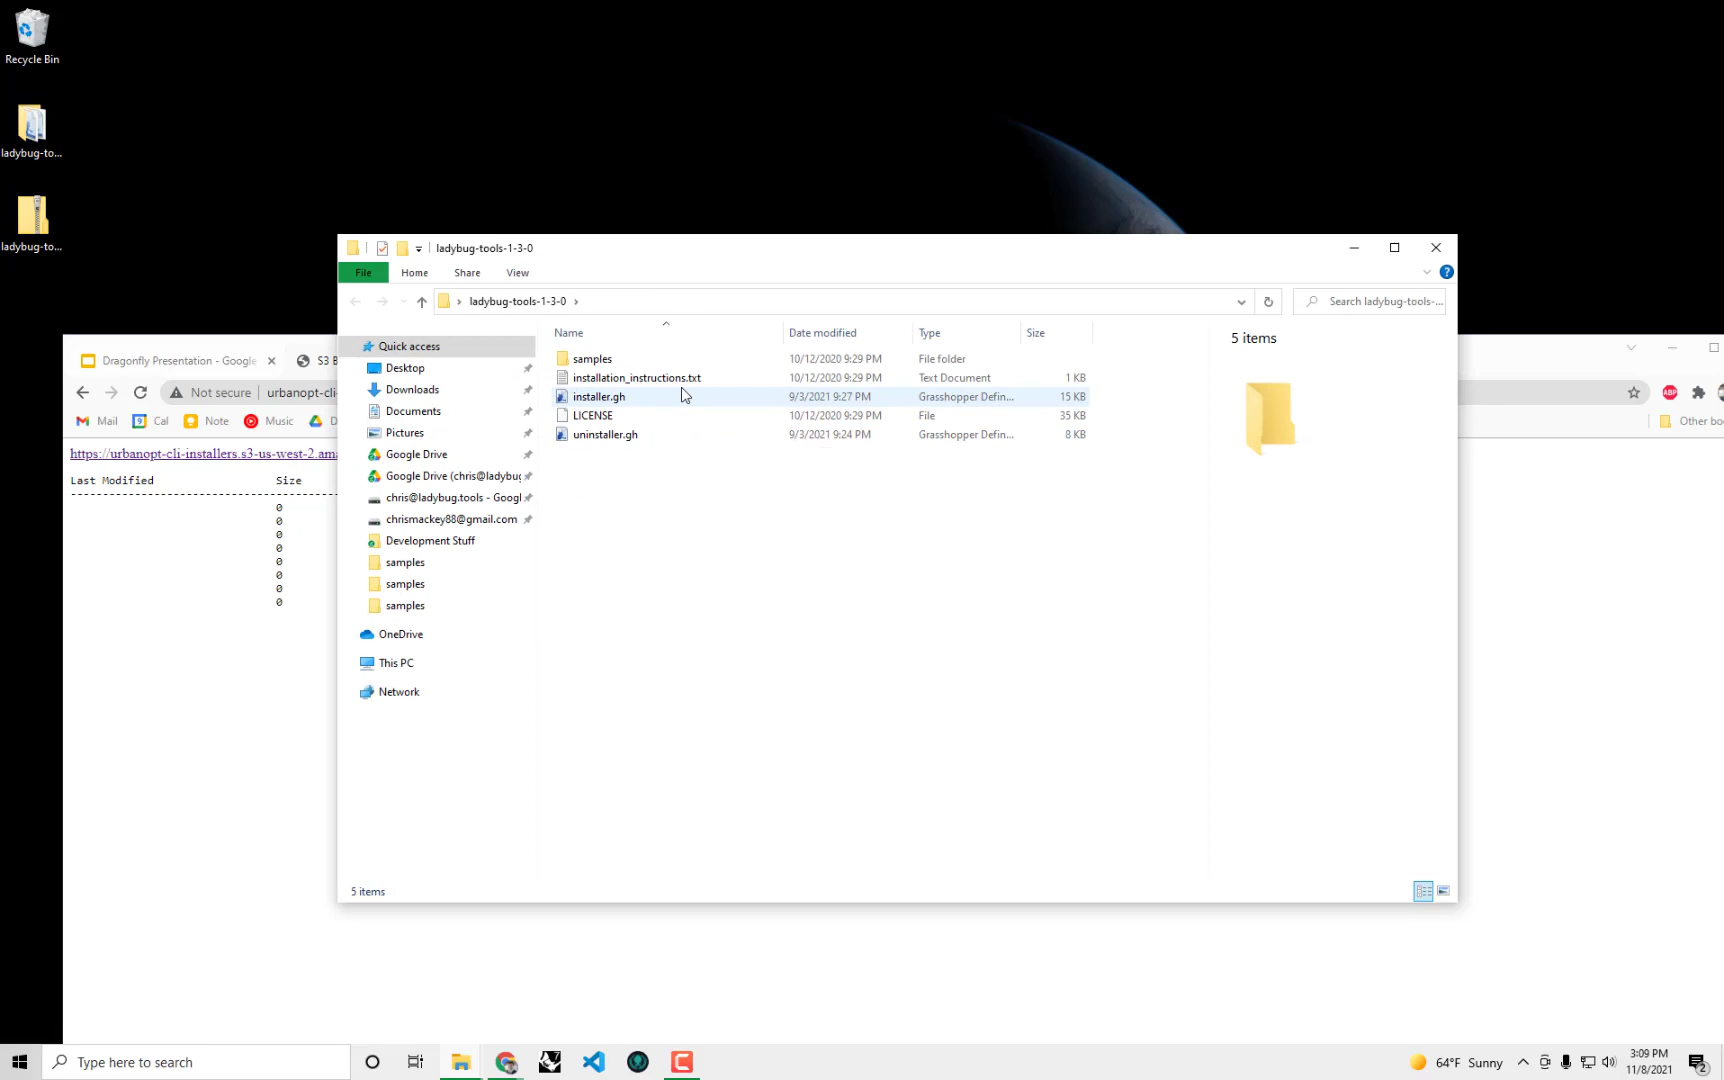 Recycle Bin
ladybug-to...
ladybug-to...
ladybug-tools-1-3-0
File Home Share View
ladybug-tools-1-3-0
Search ladybug-tools-...
Name Date modified Type Size
samples 10/12/2020 9:29 PM File folder
installation_instructions.txt 10/12/2020 9:29 PM Text Document 1 KB
installer.gh 9/3/2021 9:27 PM Grasshopper Defin... 15 KB
LICENSE 10/12/2020 9:29 PM File 35 KB
uninstaller.gh 9/3/2021 9:24 PM Grasshopper Defin... 8 KB
5 items
Quick access
Desktop
Downloads
Documents
Pictures
Google Drive
Google Drive (chris@ladybug
chris@ladybug.tools - Googl
chrismackey88@gmail.com
Development Stuff
samples
samples
samples
OneDrive
This PC
Network
5 items
Dragonfly Presentation - Google
S3 B
Not secure
urbanopt-cli-
ABP
Mail Cal Note Music D
Other boo
https://urbanopt-cli-installers.s3-us-west-2.ama
Last Modified Size
0
0
0
0
0
0
0
0
Type here to search
64°F Sunny
3:09 PM
11/8/2021
2